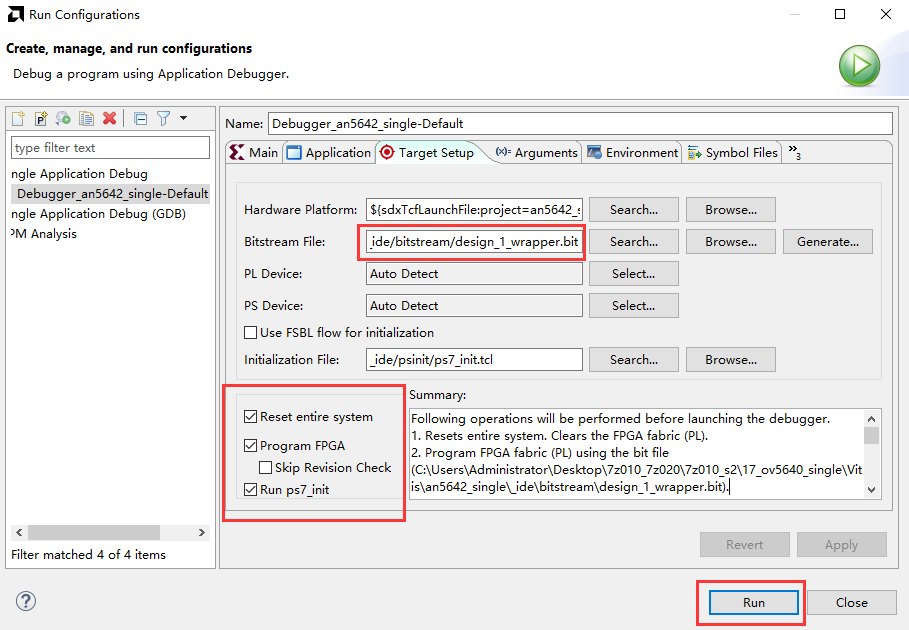 Run Configurations
Create, manage, and run configurations
Debug a program using Application Debugger.
type filter text
ngle Application Debug
Debugger_an5642_single-Default
ngle Application Debug (GDB)
PM Analysis
Filter matched 4 of 4 items
Name: Debugger_an5642_single-Default
Main Application Target Setup (x)= Arguments Environment Symbol Files »3
Hardware Platform: ${sdxTcfLaunchFile:project=an5642_s Search... Browse...
Bitstream File: _ide/bitstream/design_1_wrapper.bit Search... Browse... Generate...
PL Device: Auto Detect Select...
PS Device: Auto Detect Select...
Use FSBL flow for initialization
Initialization File: _ide/psinit/ps7_init.tcl Search... Browse...
Reset entire system
Program FPGA
Skip Revision Check
Run ps7_init
Summary:
Following operations will be performed before launching the debugger.
1. Resets entire system. Clears the FPGA fabric (PL).
2. Program FPGA fabric (PL) using the bit file
(C:\Users\Administrator\Desktop\7z010_7z020\7z010_s2\17_ov5640_single\Vit
is\an5642_single\_ide\bitstream\design_1_wrapper.bit).
Revert Apply
? Run Close